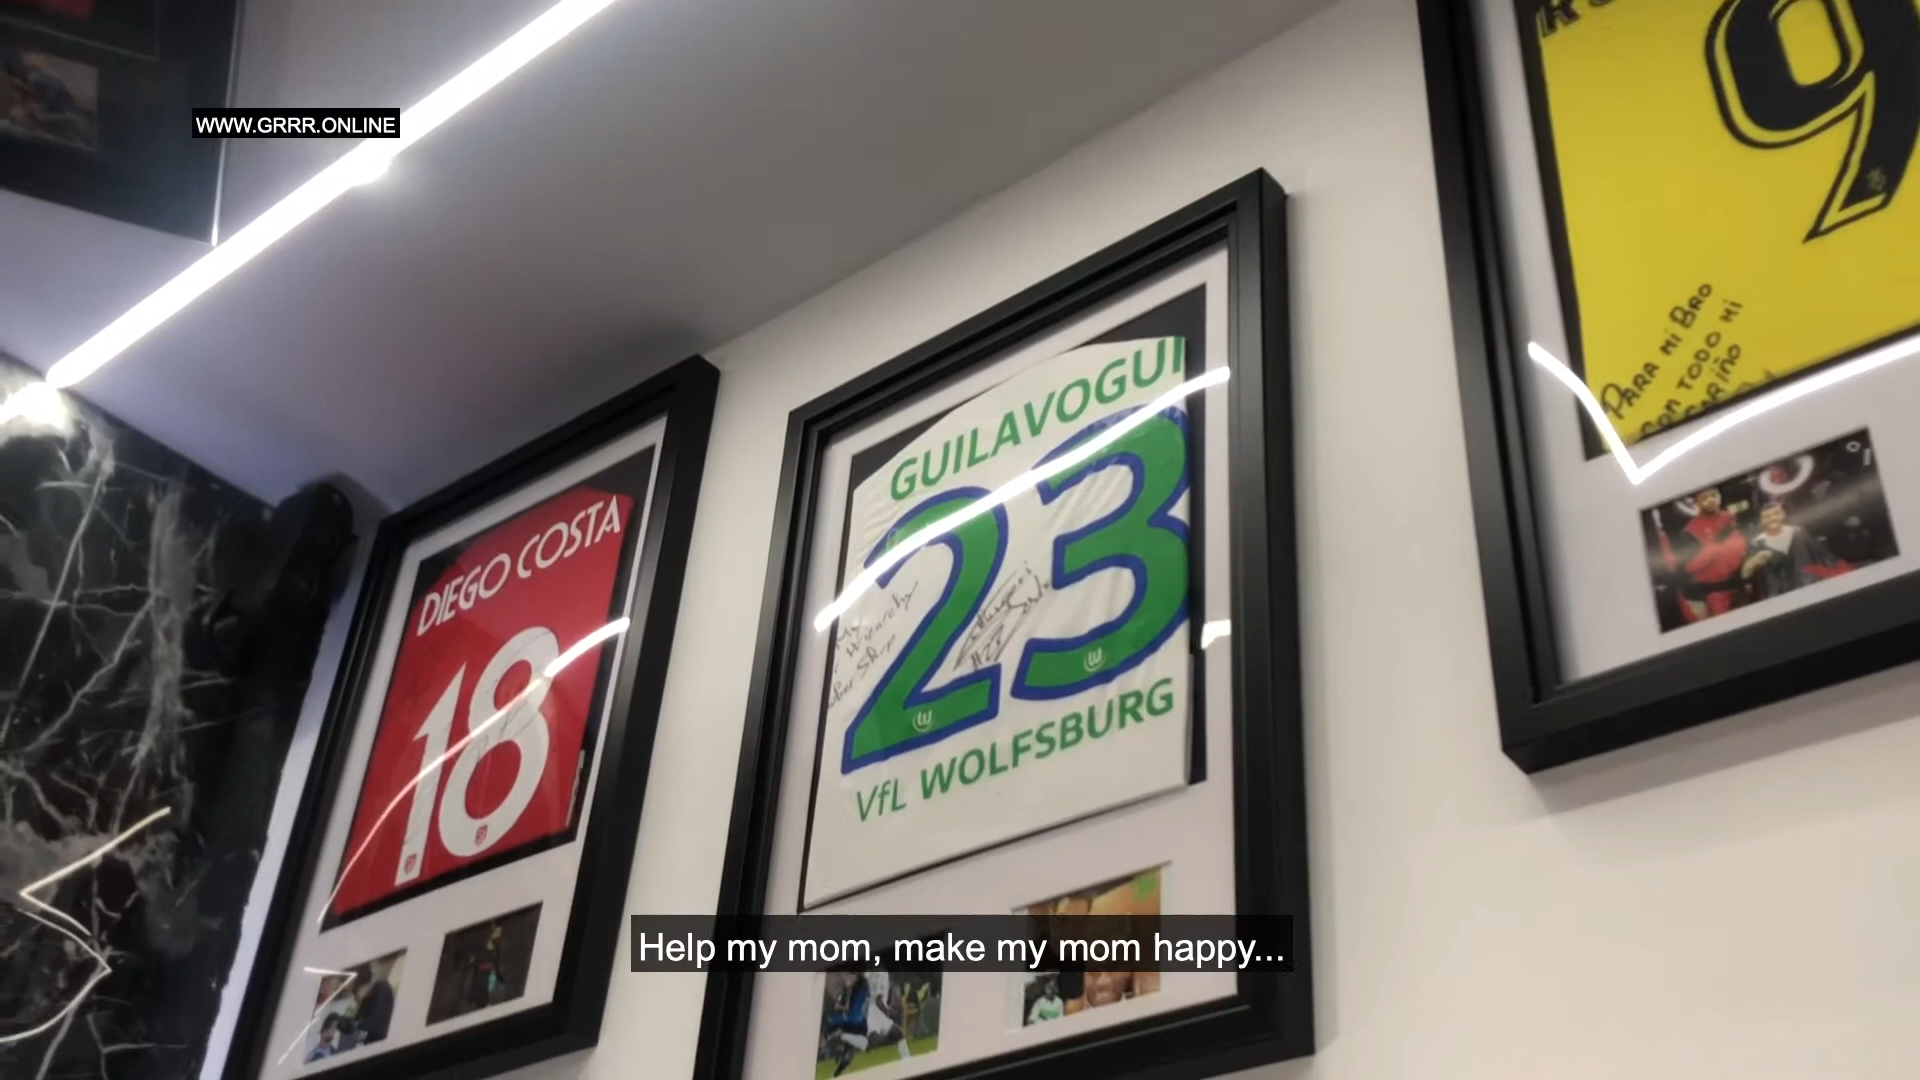 WWW.GRRR.ONLINE
DIEGO COSTA
18
GUILAVOGUI
23
VfL WOLFSBURG
9
PARA MI BRO
CON TODO MI
CARIÑO
Help my mom, make my mom happy...